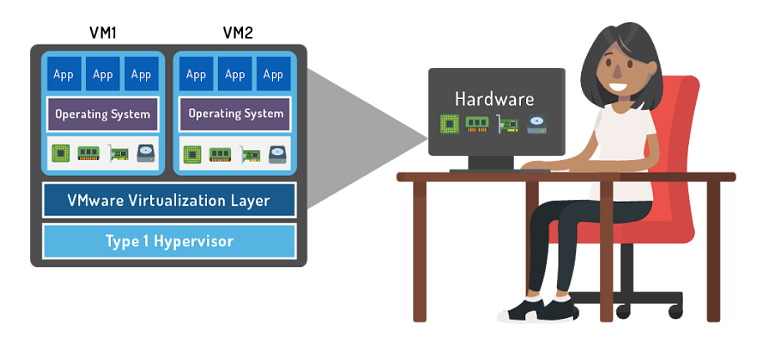 VM1
VM2
App App App
App App App
Operating System
Operating System
VMware Virtualization Layer
Type 1 Hypervisor
Hardware